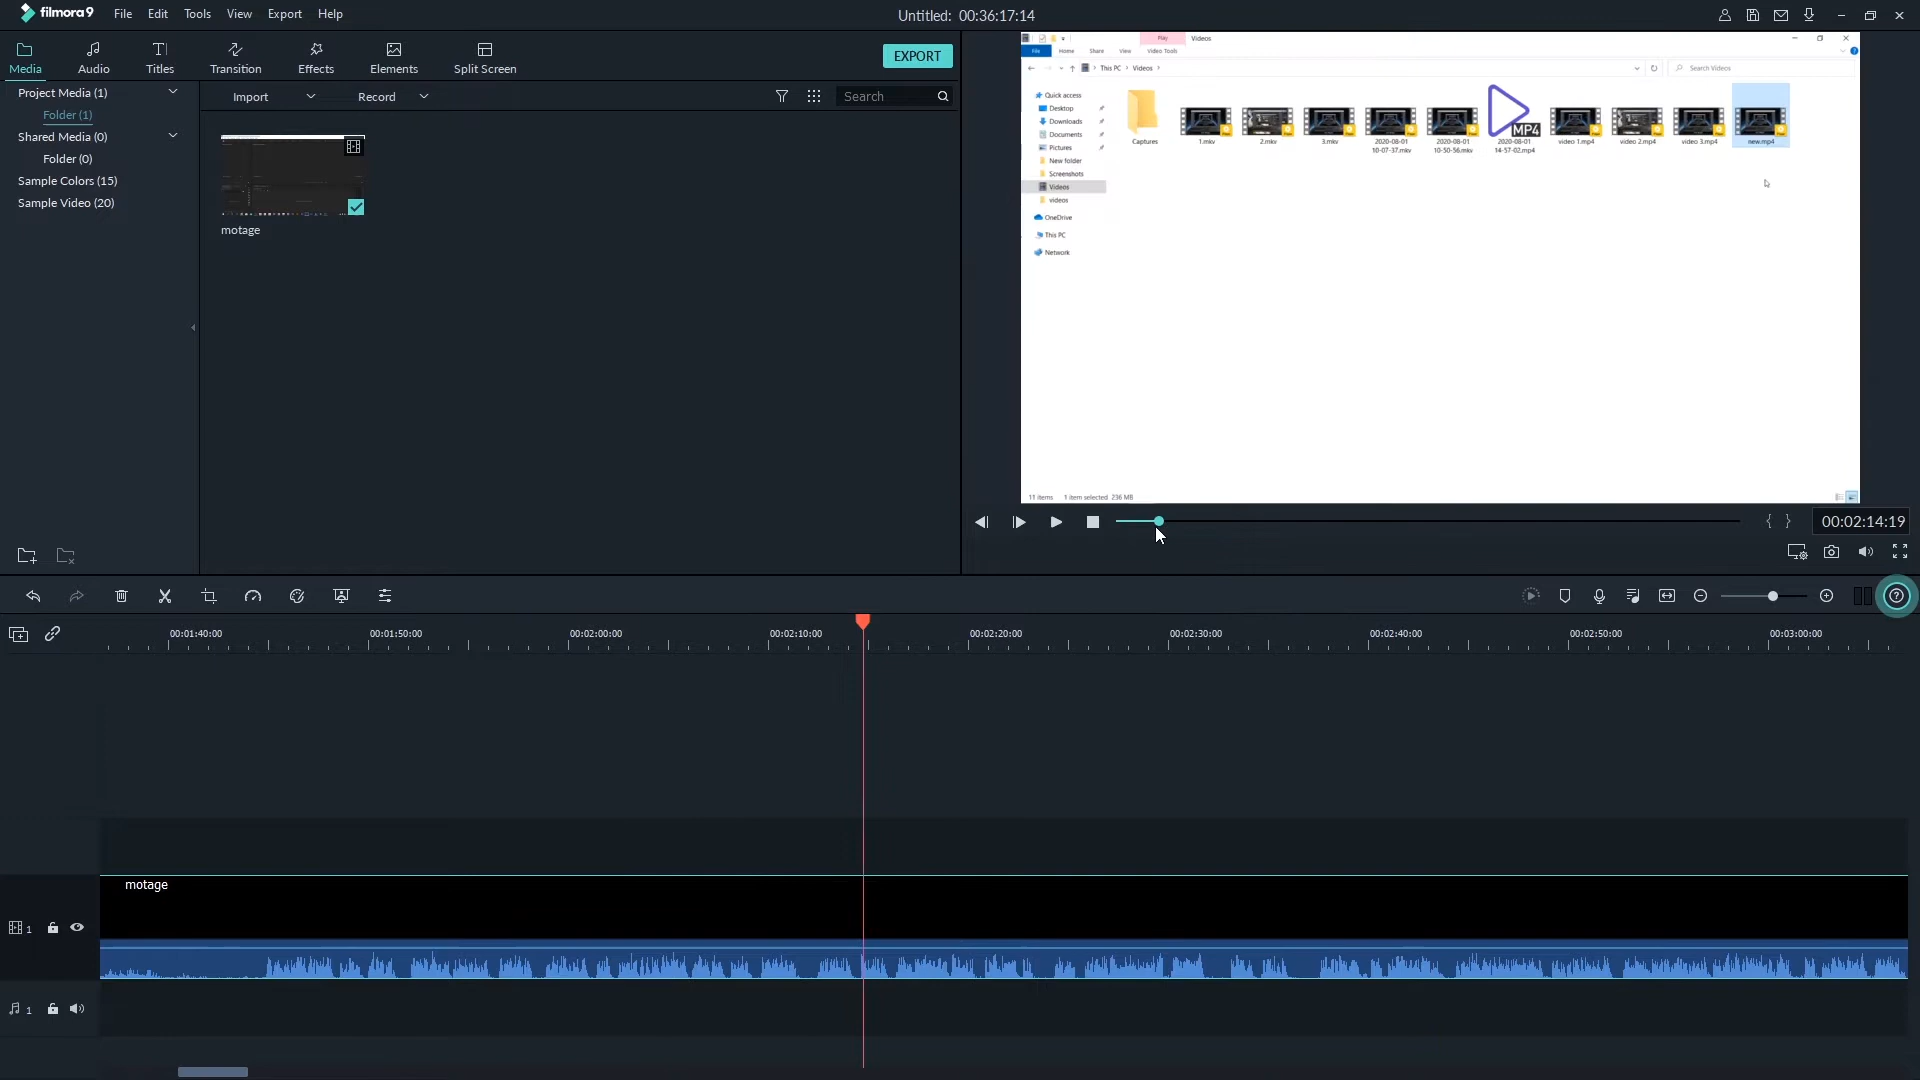 filmora9 File Edit Tools View Export Help
Untitled: 00:36:17:14
Media Audio Titles Transition Effects Elements Split Screen
EXPORT
Project Media (1)
Folder (1)
Shared Media (0)
Folder (0)
Sample Colors (15)
Sample Video (20)
Import Record
Search
motage
Play Videos
File Home Share View Video Tools
This PC Videos
Search Videos
Quick access
Desktop
Downloads
Documents
Pictures
New folder
Screenshots
Videos
videos
OneDrive
This PC
Network
MP4
Captures 1.mkv 2.mkv 3.mkv 2020-08-01 2020-08-01 2020-08-01 video 1.mp4 video 2.mp4 video 3.mp4 new.mp4
10-07-37.mkv 10-50-56.mkv 14-57-02.mp4
11 items 1 item selected 236 MB
{ } 00:02:14:19
00:01:40:00 00:01:50:00 00:02:00:00 00:02:10:00 00:02:20:00 00:02:30:00 00:02:40:00 00:02:50:00 00:03:00:00
motage
1
1